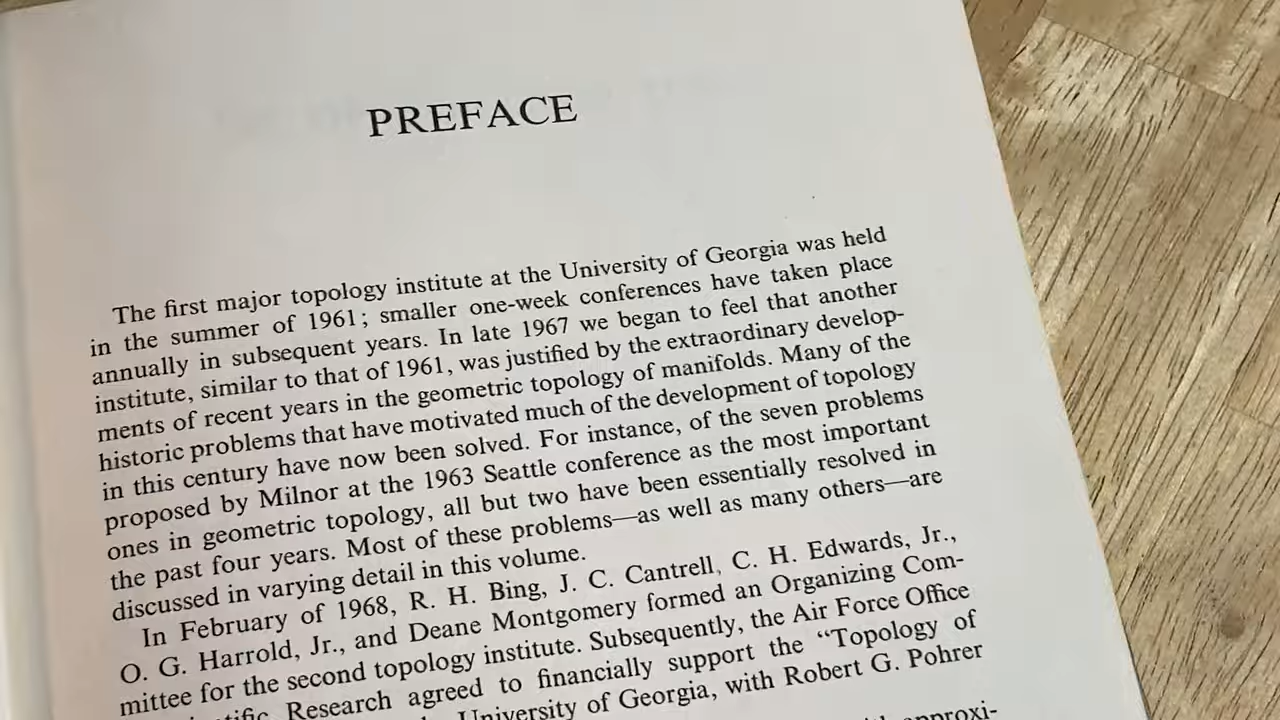 PREFACE
The first major topology institute at the University of Georgia was held
in the summer of 1961; smaller one-week conferences have taken place
annually in subsequent years. In late 1967 we began to feel that another
institute, similar to that of 1961, was justified by the extraordinary develop-
ments of recent years in the geometric topology of manifolds. Many of the
historic problems that have motivated much of the development of topology
in this century have now been solved. For instance, of the seven problems
proposed by Milnor at the 1963 Seattle conference as the most important
ones in geometric topology, all but two have been essentially resolved in
the past four years. Most of these problems—as well as many others—are
discussed in varying detail in this volume.
In February of 1968, R. H. Bing, J. C. Cantrell, C. H. Edwards, Jr.,
O. G. Harrold, Jr., and Deane Montgomery formed an Organizing Com-
mittee for the second topology institute. Subsequently, the Air Force Office
Research agreed to financially support the “Topology of
University of Georgia, with Robert G. Pohrer
approxi-